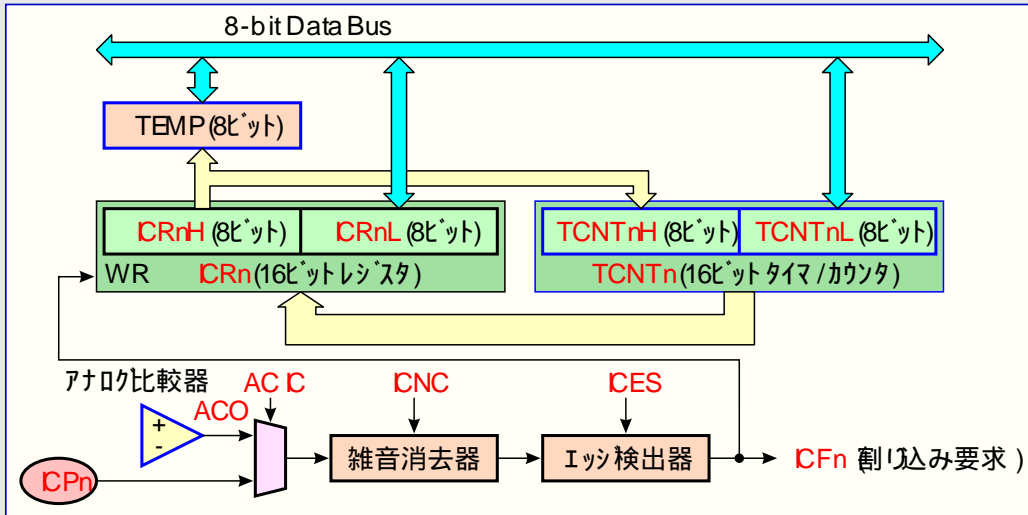 8-bit Data Bus
TEMP (8ビット)
ICRnH (8ビット) ICRnL (8ビット) TCNTnH (8ビット) TCNTnL (8ビット)
WR ICRn (16ビット レジスタ) TCNTn (16ビット タイマ / カウンタ)
アナログ比較器 ACIC ICNC ICES
ACO
+
-
雑音消去器 エッジ検出器 ICFn (割り込み要求)
ICPn